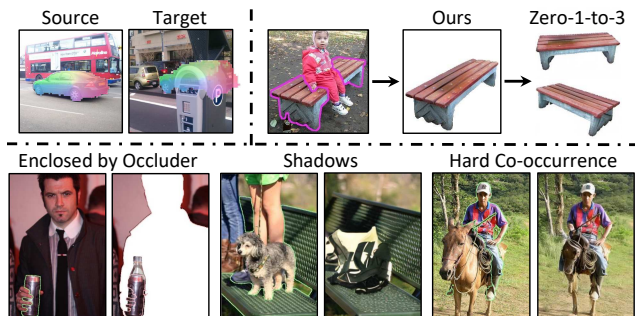 Source
Target
Ours
Zero-1-to-3
Enclosed by Occluder
Shadows
Hard Co-occurrence
P